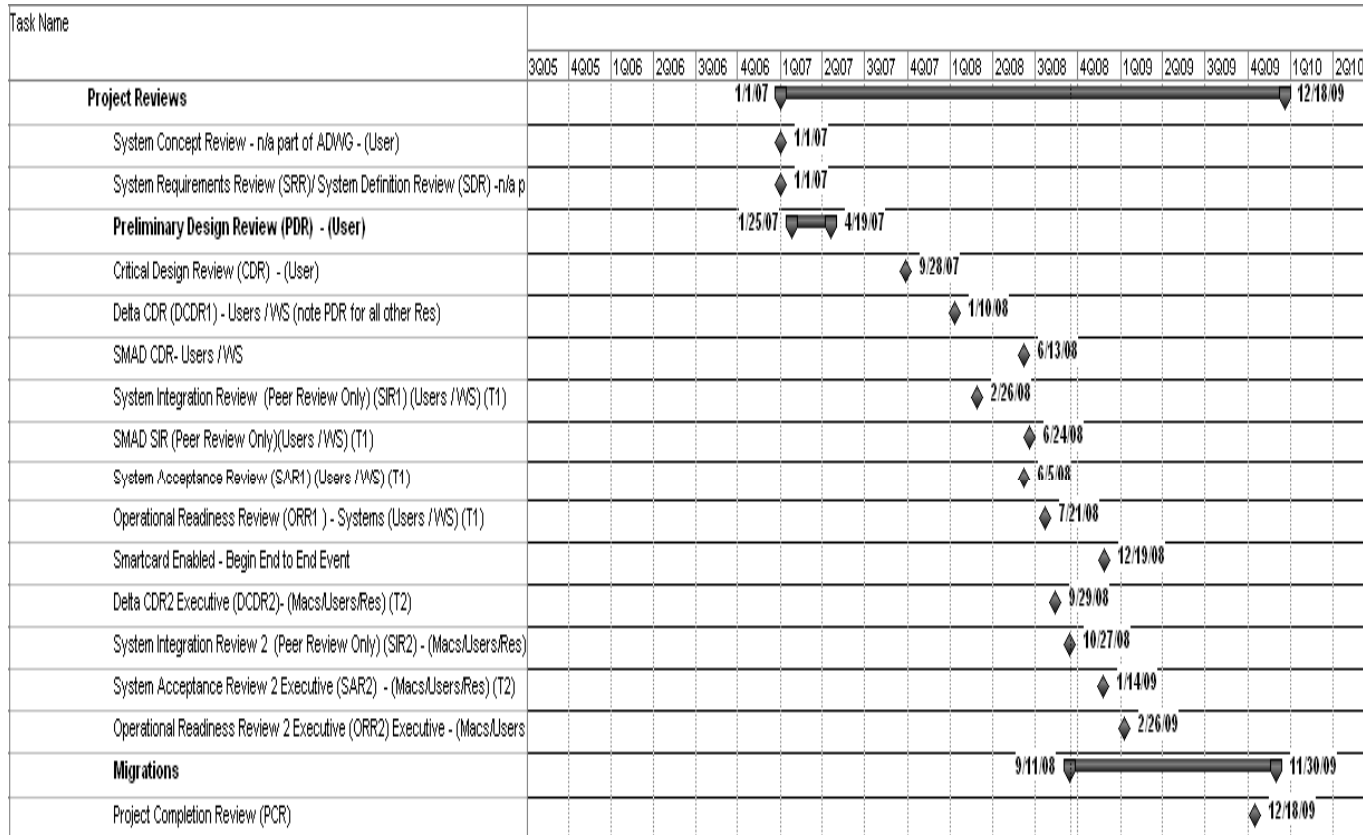 Task Name
3Q05 4Q05 1Q06 2Q06 3Q06 4Q06 1Q07 2Q07 3Q07 4Q07 1Q08 2Q08 3Q08 4Q08 1Q09 2Q09 3Q09 4Q09 1Q10 2Q10
Project Reviews 1/1/07 12/18/09
System Concept Review - n/a part of ADWG - (User) 1/1/07
System Requirements Review (SRR)/ System Definition Review (SDR) -n/a p 1/1/07
Preliminary Design Review (PDR) - (User) 1/25/07 4/19/07
Critical Design Review (CDR) - (User) 9/28/07
Delta CDR (DCDR1) - Users / WS (note PDR for all other Res) 1/10/08
SMAD CDR- Users / WS 6/13/08
System Integration Review (Peer Review Only) (SIR1) (Users / WS) (T1) 2/26/08
SMAD SIR (Peer Review Only)(Users / WS) (T1) 6/24/08
System Acceptance Review (SAR1) (Users / WS) (T1) 6/5/08
Operational Readiness Review (ORR1 ) - Systems (Users / WS) (T1) 7/21/08
Smartcard Enabled - Begin End to End Event 12/19/08
Delta CDR2 Executive (DCDR2)- (Macs/Users/Res) (T2) 9/29/08
System Integration Review 2 (Peer Review Only) (SIR2) - (Macs/Users/Res) 10/27/08
System Acceptance Review 2 Executive (SAR2) - (Macs/Users/Res) (T2) 1/14/09
Operational Readiness Review 2 Executive (ORR2) Executive - (Macs/Users 2/26/09
Migrations 9/11/08 11/30/09
Project Completion Review (PCR) 12/18/09